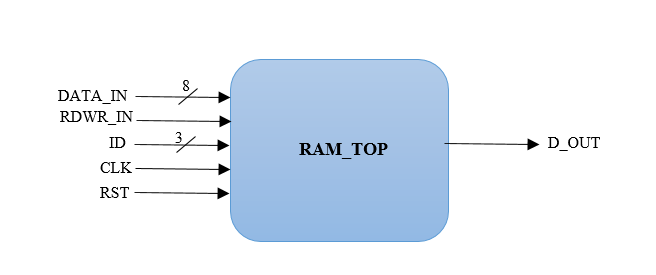 8
DATA_IN
RDWR_IN
3
ID
CLK
RST
RAM_TOP
D_OUT